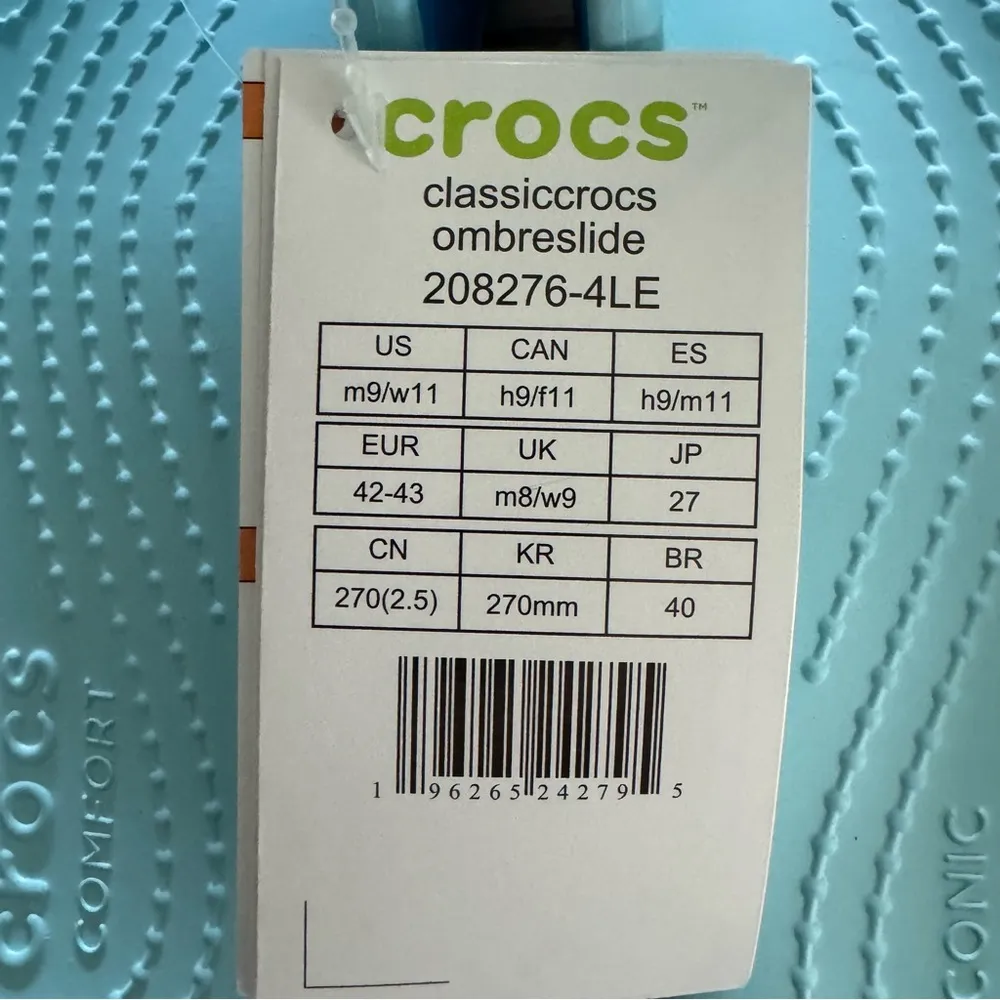 crocs™
classiccrocs
ombreslide
208276-4LE
US CAN ES
m9/w11 h9/f11 h9/m11
EUR UK JP
42-43 m8/w9 27
CN KR BR
270(2.5) 270mm 40
1 96265 24279 5
crocs
COMFORT
CONIC